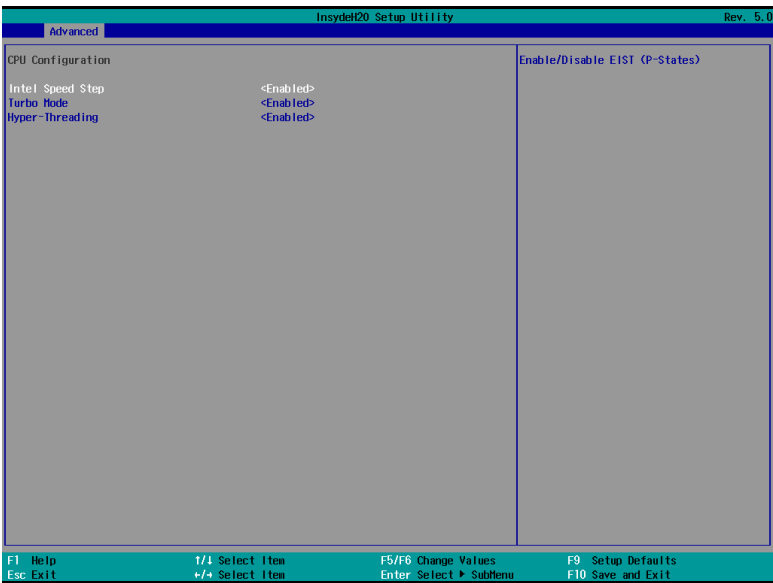 InsydeH20 Setup Utility Rev. 5.0
Advanced
CPU Configuration
Enable/Disable EIST (P-States)
Intel Speed Step <Enabled>
Turbo Mode <Enabled>
Hyper-Threading <Enabled>
F1 Help ↑/↓ Select Item F5/F6 Change Values F9 Setup Defaults
Esc Exit ←/→ Select Item Enter Select ▶ SubMenu F10 Save and Exit